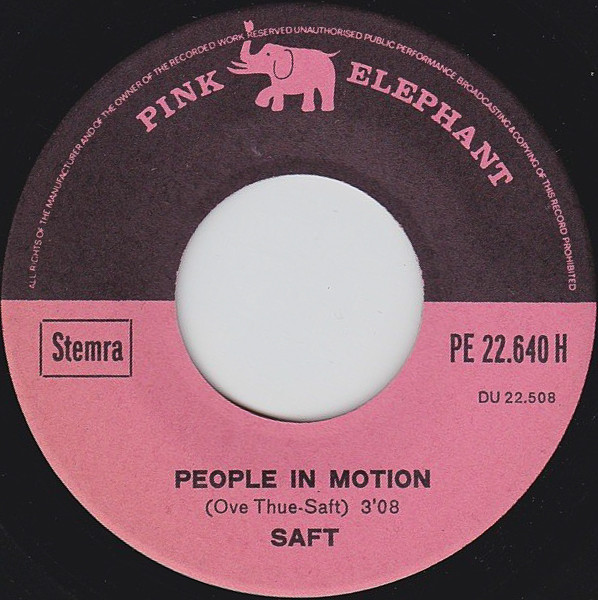 ALL RIGHTS OF THE MANUFACTURER AND OF THE OWNER OF THE RECORDED WORK RESERVED UNAUTHORISED PUBLIC PERFORMANCE BROADCASTING & COPYING OF THIS RECORD PROHIBITED
PINK ELEPHANT
Stemra
PE 22.640 H
DU 22.508
PEOPLE IN MOTION
(Ove Thue-Saft) 3'08
SAFT